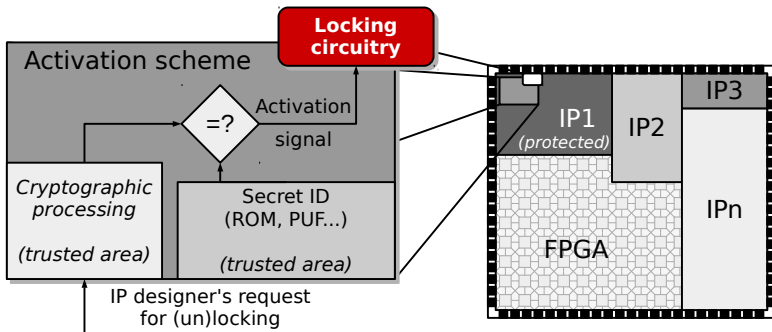 Locking
circuitry
Activation scheme
=?
Activation
signal
Cryptographic
processing
(trusted area)
Secret ID
(ROM, PUF...)
(trusted area)
IP designer's request
for (un)locking
IP1
(protected)
IP2
IP3
IPn
FPGA